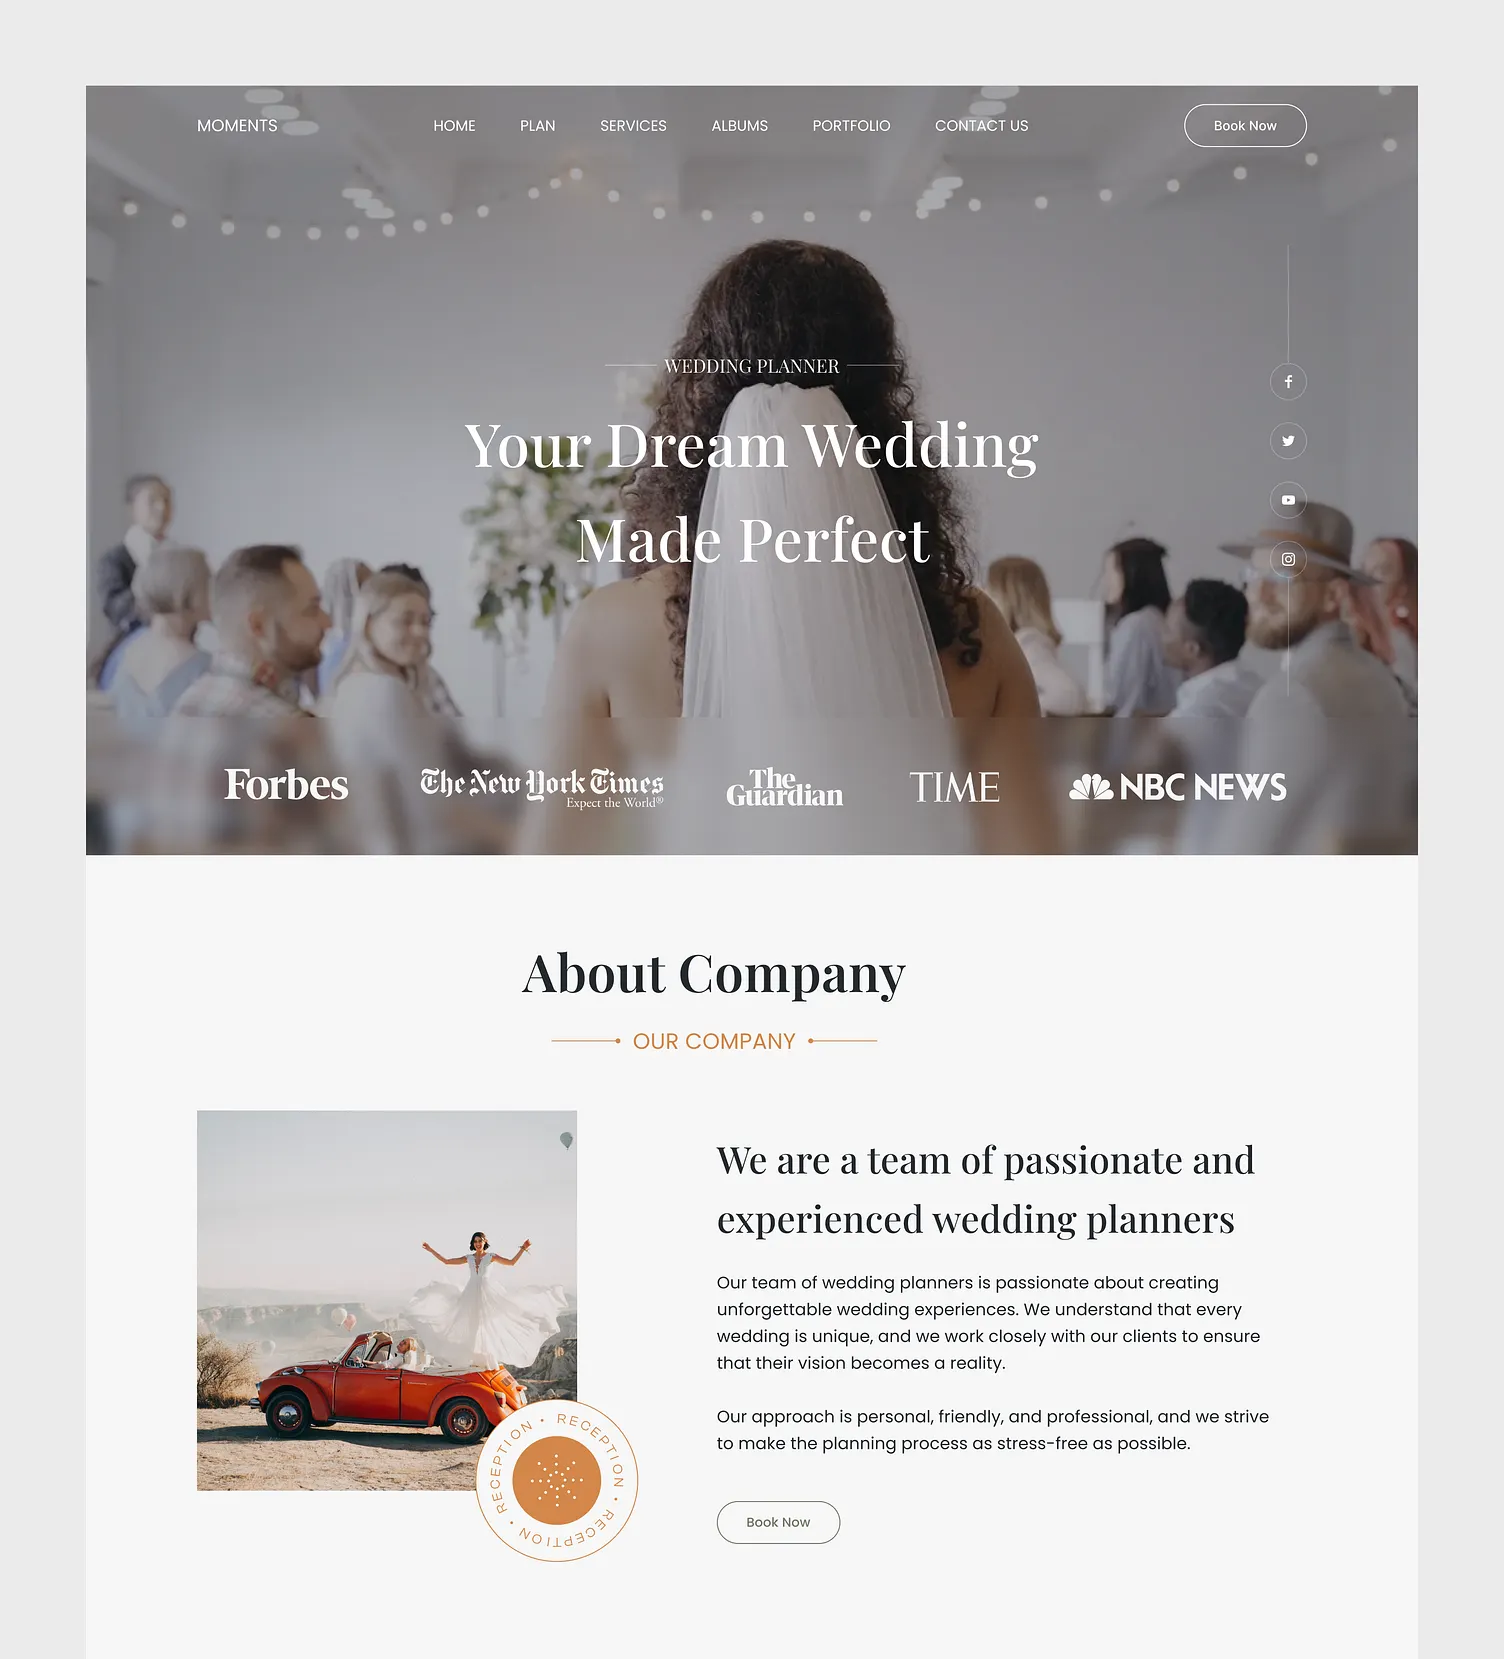 MOMENTS
HOME
PLAN
SERVICES
ALBUMS
PORTFOLIO
CONTACT US
Book Now
WEDDING PLANNER
Your Dream Wedding
Made Perfect
Forbes
The New York Times
Expect the World®
The
Guardian
TIME
NBC NEWS
About Company
OUR COMPANY
We are a team of passionate and
experienced wedding planners
Our team of wedding planners is passionate about creating
unforgettable wedding experiences. We understand that every
wedding is unique, and we work closely with our clients to ensure
that their vision becomes a reality.
Our approach is personal, friendly, and professional, and we strive
to make the planning process as stress-free as possible.
RECEPTION • RECEPTION • RECEPTION •
Book Now